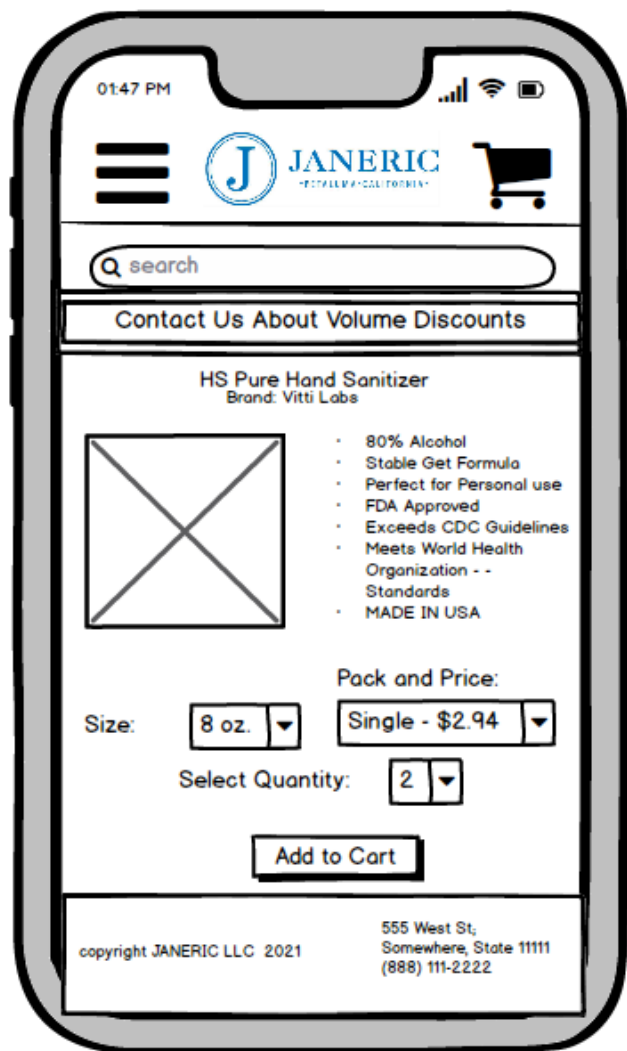 01:47 PM
J
JANERIC
•PETALUMA•CALIFORNIA•
search
Contact Us About Volume Discounts
HS Pure Hand Sanitizer
Brand: Vitti Labs
· 80% Alcohol
· Stable Get Formula
· Perfect for Personal use
· FDA Approved
· Exceeds CDC Guidelines
· Meets World Health
Organization - -
Standards
· MADE IN USA
Pack and Price:
Size: 8 oz. Single - $2.94
Select Quantity: 2
Add to Cart
copyright JANERIC LLC 2021
555 West St;
Somewhere, State 11111
(888) 111-2222